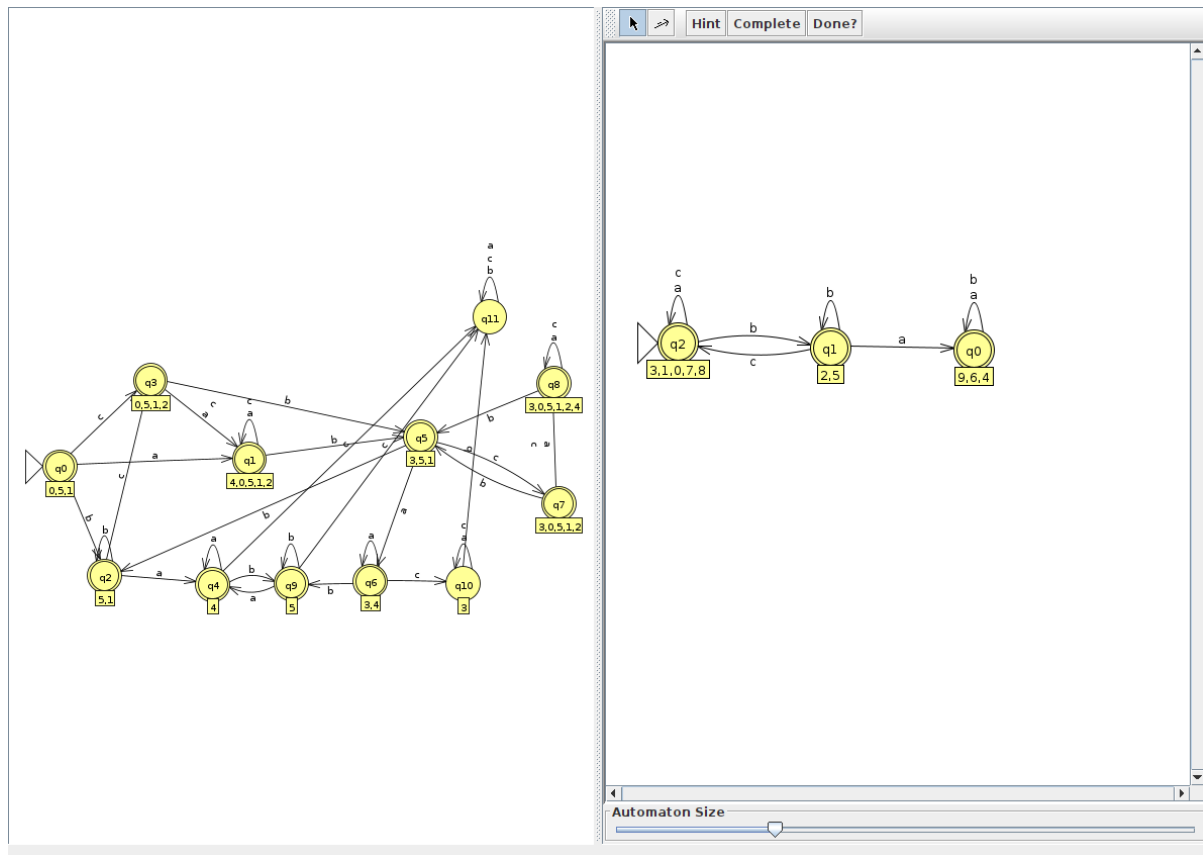 Hint Complete Done?
a
c
b
q11
c
a
q8
3,0,5,1,2,4
q3
0,5,1,2
b
c
c
a
c
a
q1
4,0,5,1,2
b
c
c
b
q5
3,5,1
b
c
b
c
a
q7
3,0,5,1,2
q0
0,5,1
a
b
c
b
a
b
q2
5,1
a
a
q4
4
b
a
b
q9
5
b
a
q6
3,4
c
c
a
q10
3
c
a
q2
3,1,0,7,8
b
c
b
q1
2,5
a
b
a
q0
9,6,4
Automaton Size